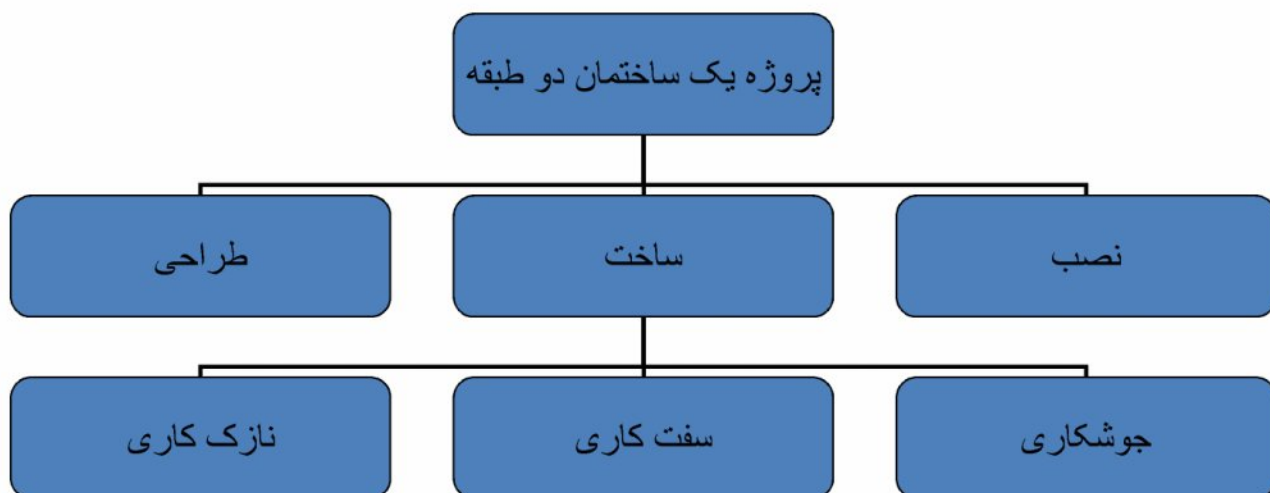 پروژه یک ساختمان دو طبقه
نصب
ساخت
طراحی
جوشکاری
سفت کاری
نازک کاری